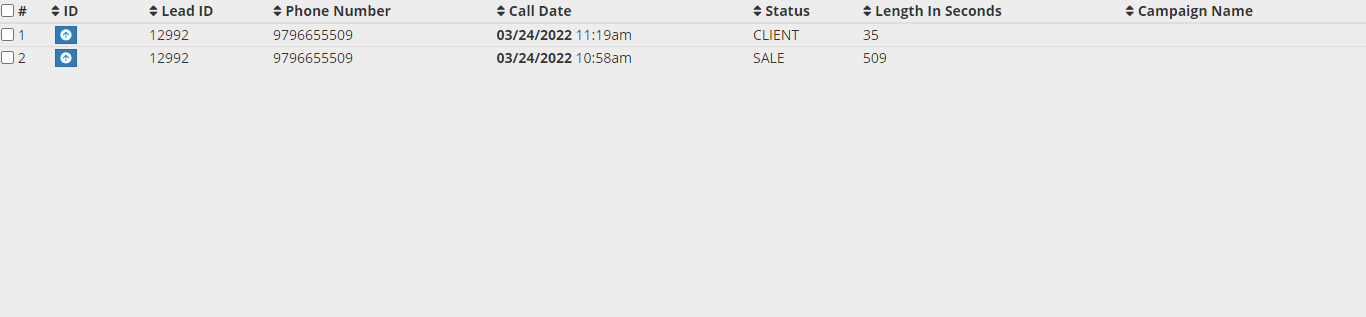 # ID Lead ID Phone Number Call Date Status Length In Seconds Campaign Name
1 12992 9796655509 03/24/2022 11:19am CLIENT 35
2 12992 9796655509 03/24/2022 10:58am SALE 509